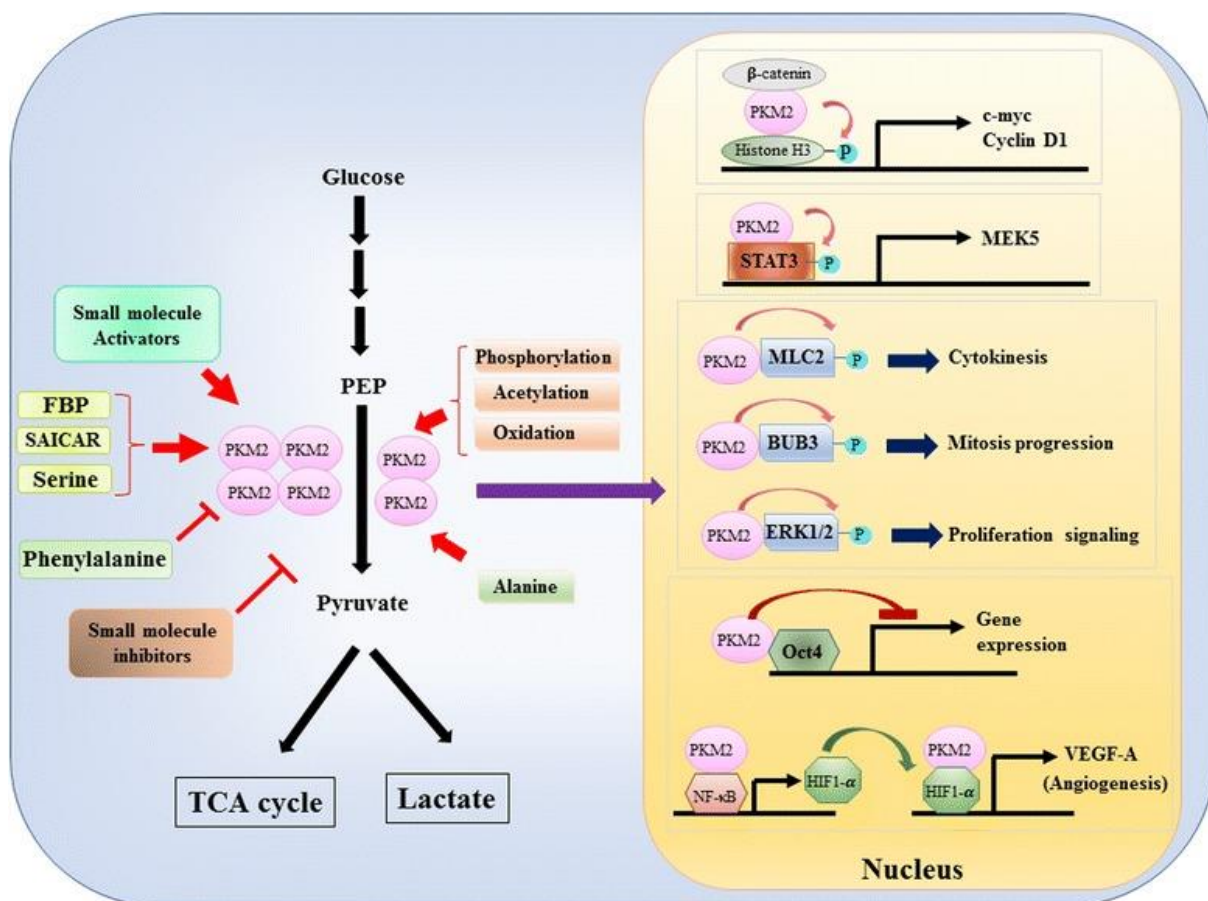 Glucose
Small molecule
Activators
PEP
FBP
SAICAR
Serine
Phenylalanine
Small molecule
inhibitors
PKM2
PKM2
PKM2
PKM2
PKM2
PKM2
Phosphorylation
Acetylation
Oxidation
Alanine
Pyruvate
TCA cycle
Lactate
β-catenin
PKM2
Histone H3
P
c-myc
Cyclin D1
PKM2
STAT3
P
MEK5
PKM2
MLC2
P
Cytokinesis
PKM2
BUB3
P
Mitosis progression
PKM2
ERK1/2
P
Proliferation signaling
PKM2
Oct4
Gene
expression
PKM2
NF-κB
HIF1-α
PKM2
HIF1-α
VEGF-A
(Angiogenesis)
Nucleus